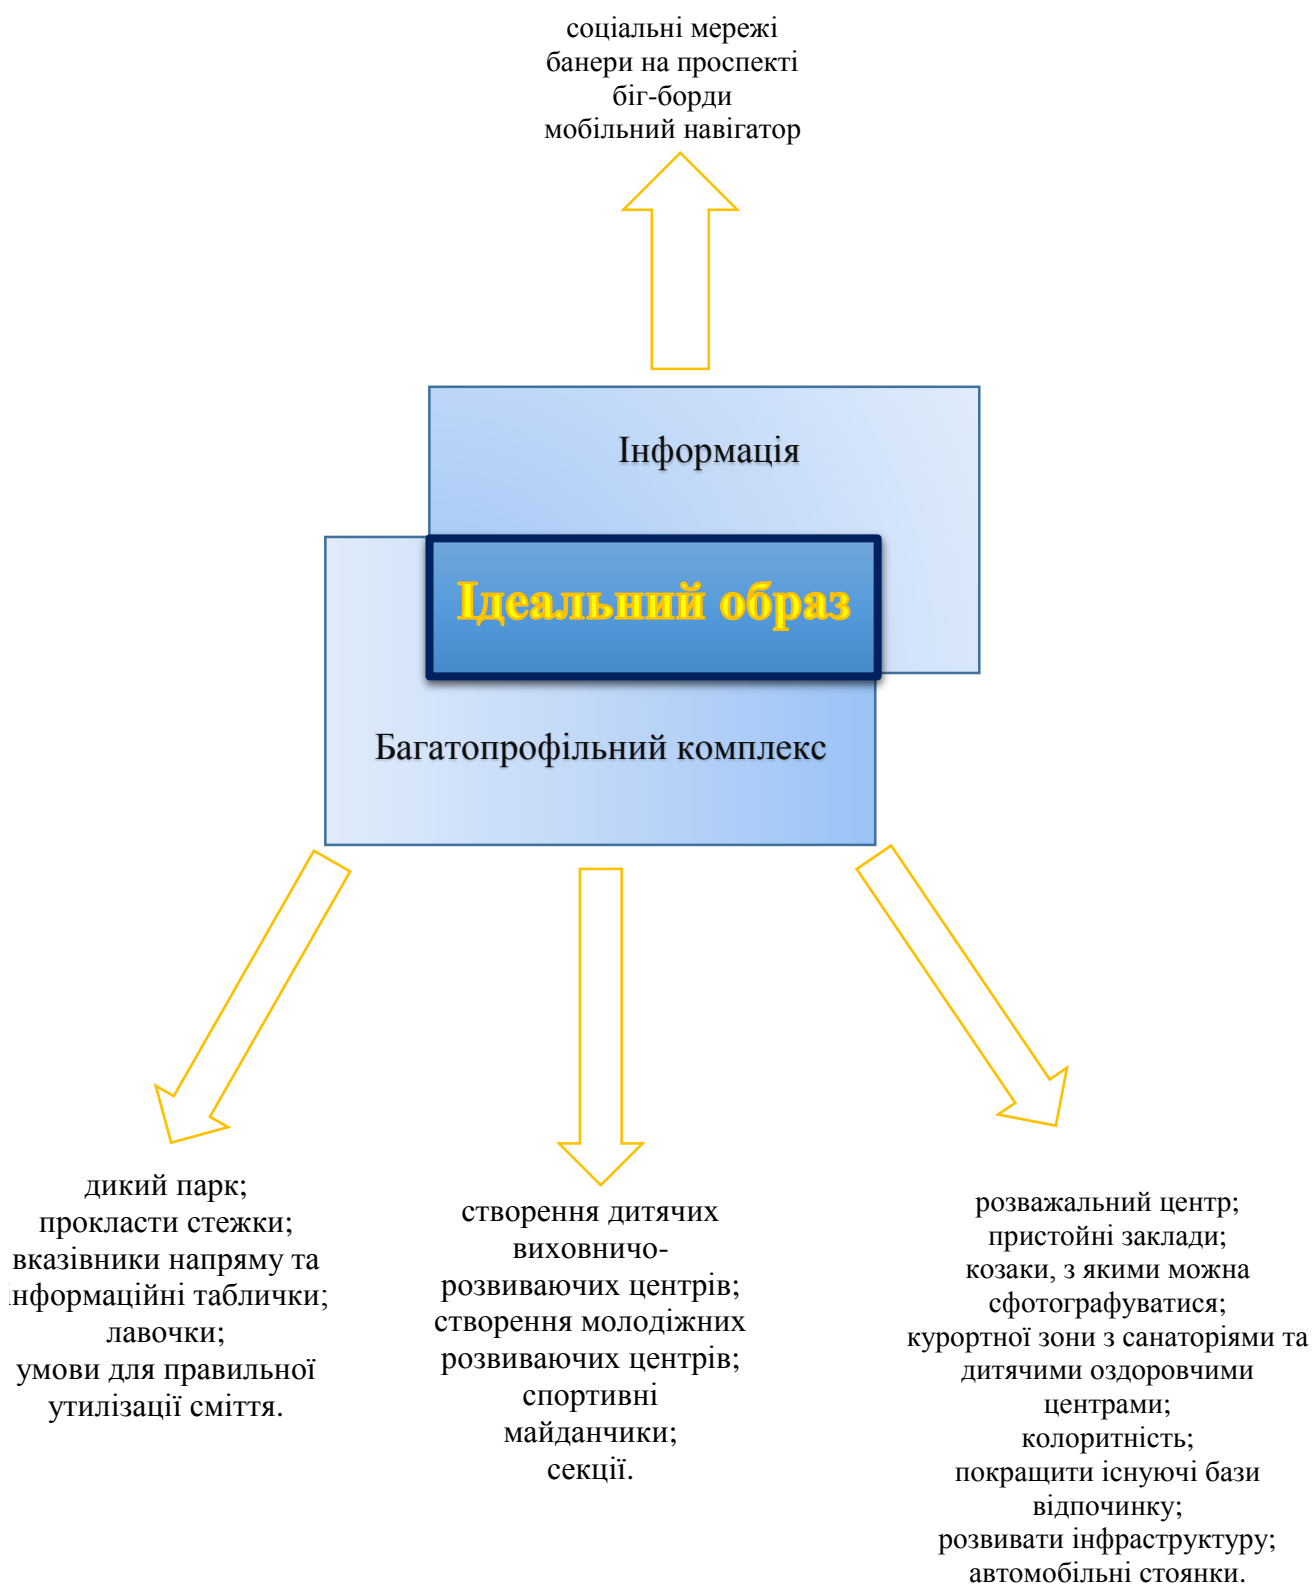 соціальні мережі
банери на проспекті
біг-борди
мобільний навігатор
Інформація
Ідеальний образ
Багатопрофільний комплекс
дикий парк;
прокласти стежки;
вказівники напряму та
інформаційні таблички;
лавочки;
умови для правильної
утилізації сміття.
створення дитячих
виховничо-
розвиваючих центрів;
створення молодіжних
розвиваючих центрів;
спортивні
майданчики;
секції.
розважальний центр;
пристойні заклади;
козаки, з якими можна
сфотографуватися;
курортної зони з санаторіями та
дитячими оздоровчими
центрами;
колоритність;
покращити існуючі бази
відпочинку;
розвивати інфраструктуру;
автомобільні стоянки.